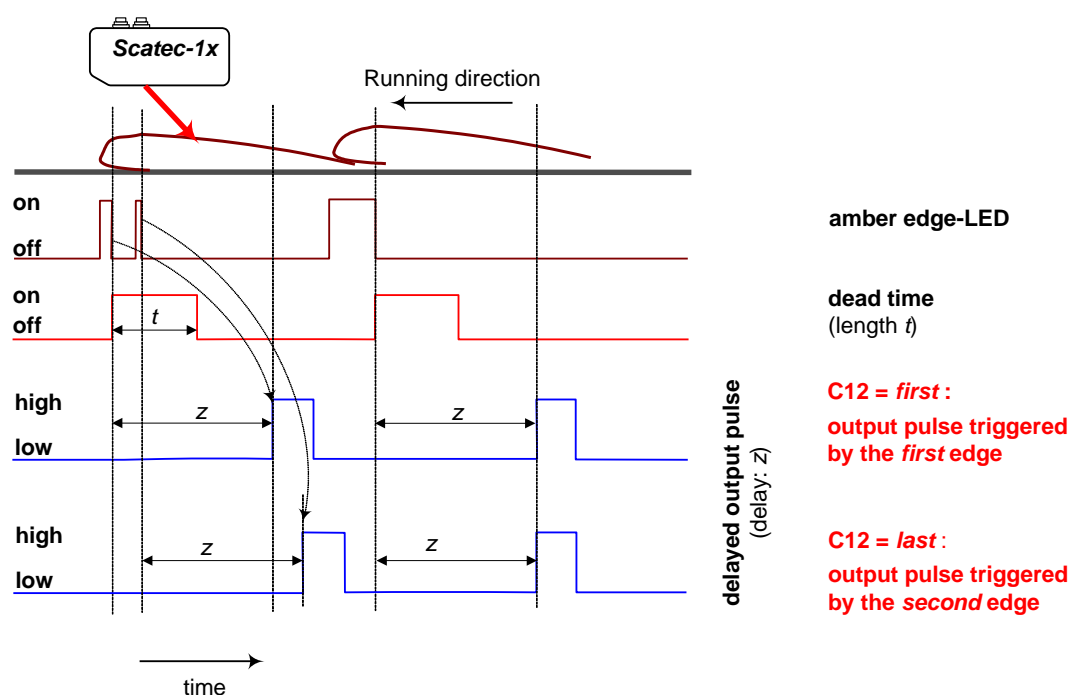 Scatec-1x
Running direction
on
off
amber edge-LED
on
off
t
dead time
(length t)
high
low
z
z
C12 = first :
output pulse triggered
by the first edge
delayed output pulse
(delay: z)
high
low
z
z
C12 = last :
output pulse triggered
by the second edge
time